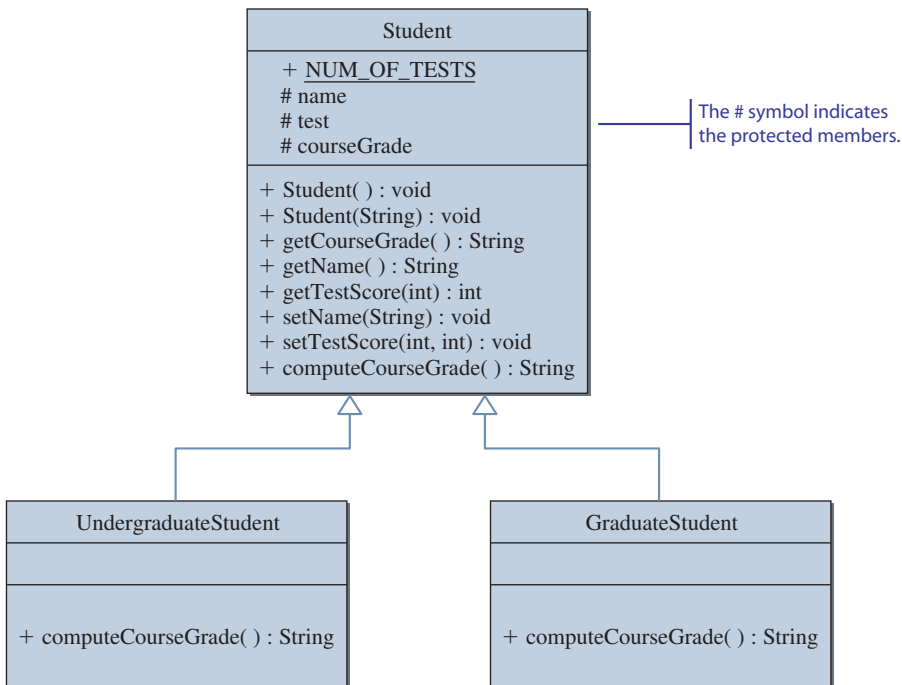 Student
+ NUM_OF_TESTS
# name
# test
# courseGrade
The # symbol indicates
the protected members.
+ Student( ) : void
+ Student(String) : void
+ getCourseGrade( ) : String
+ getName( ) : String
+ getTestScore(int) : int
+ setName(String) : void
+ setTestScore(int, int) : void
+ computeCourseGrade( ) : String
UndergraduateStudent
+ computeCourseGrade( ) : String
GraduateStudent
+ computeCourseGrade( ) : String